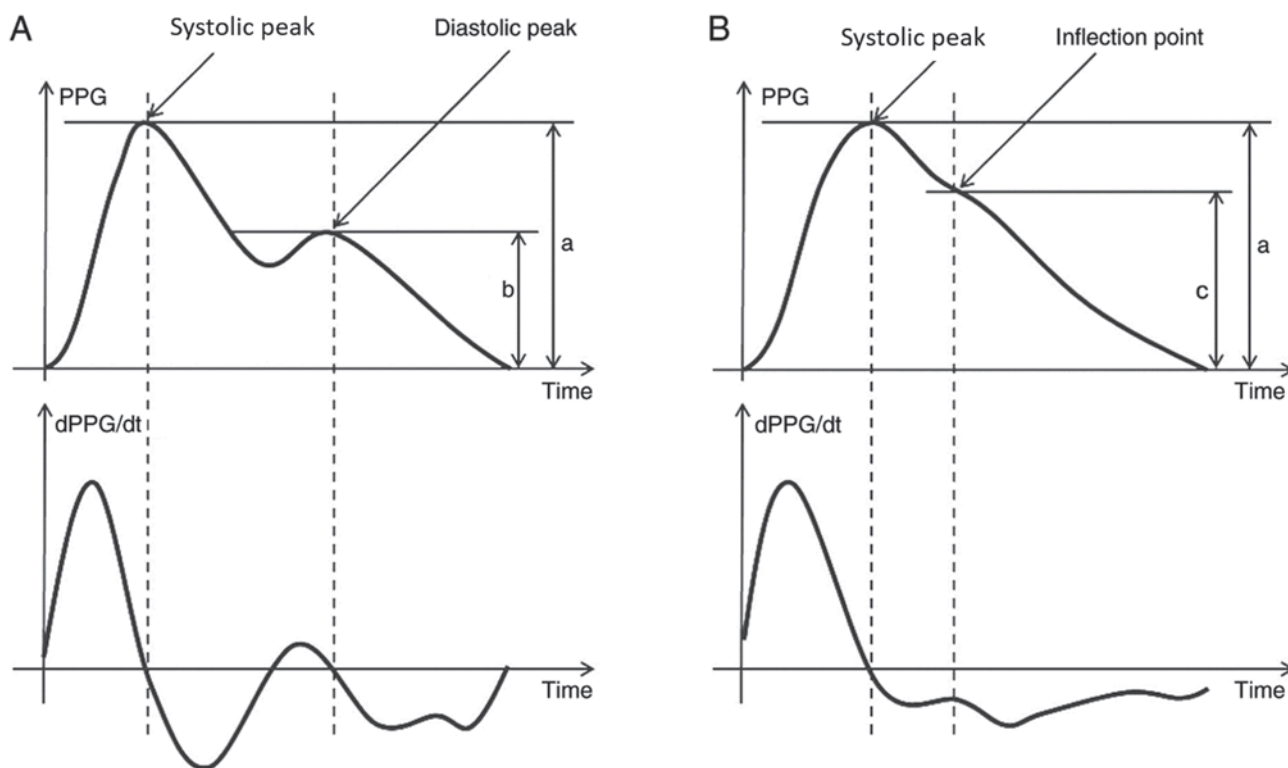 A
Systolic peak
Diastolic peak
PPG
a
b
Time
dPPG/dt
Time
B
Systolic peak
Inflection point
PPG
a
c
Time
dPPG/dt
Time